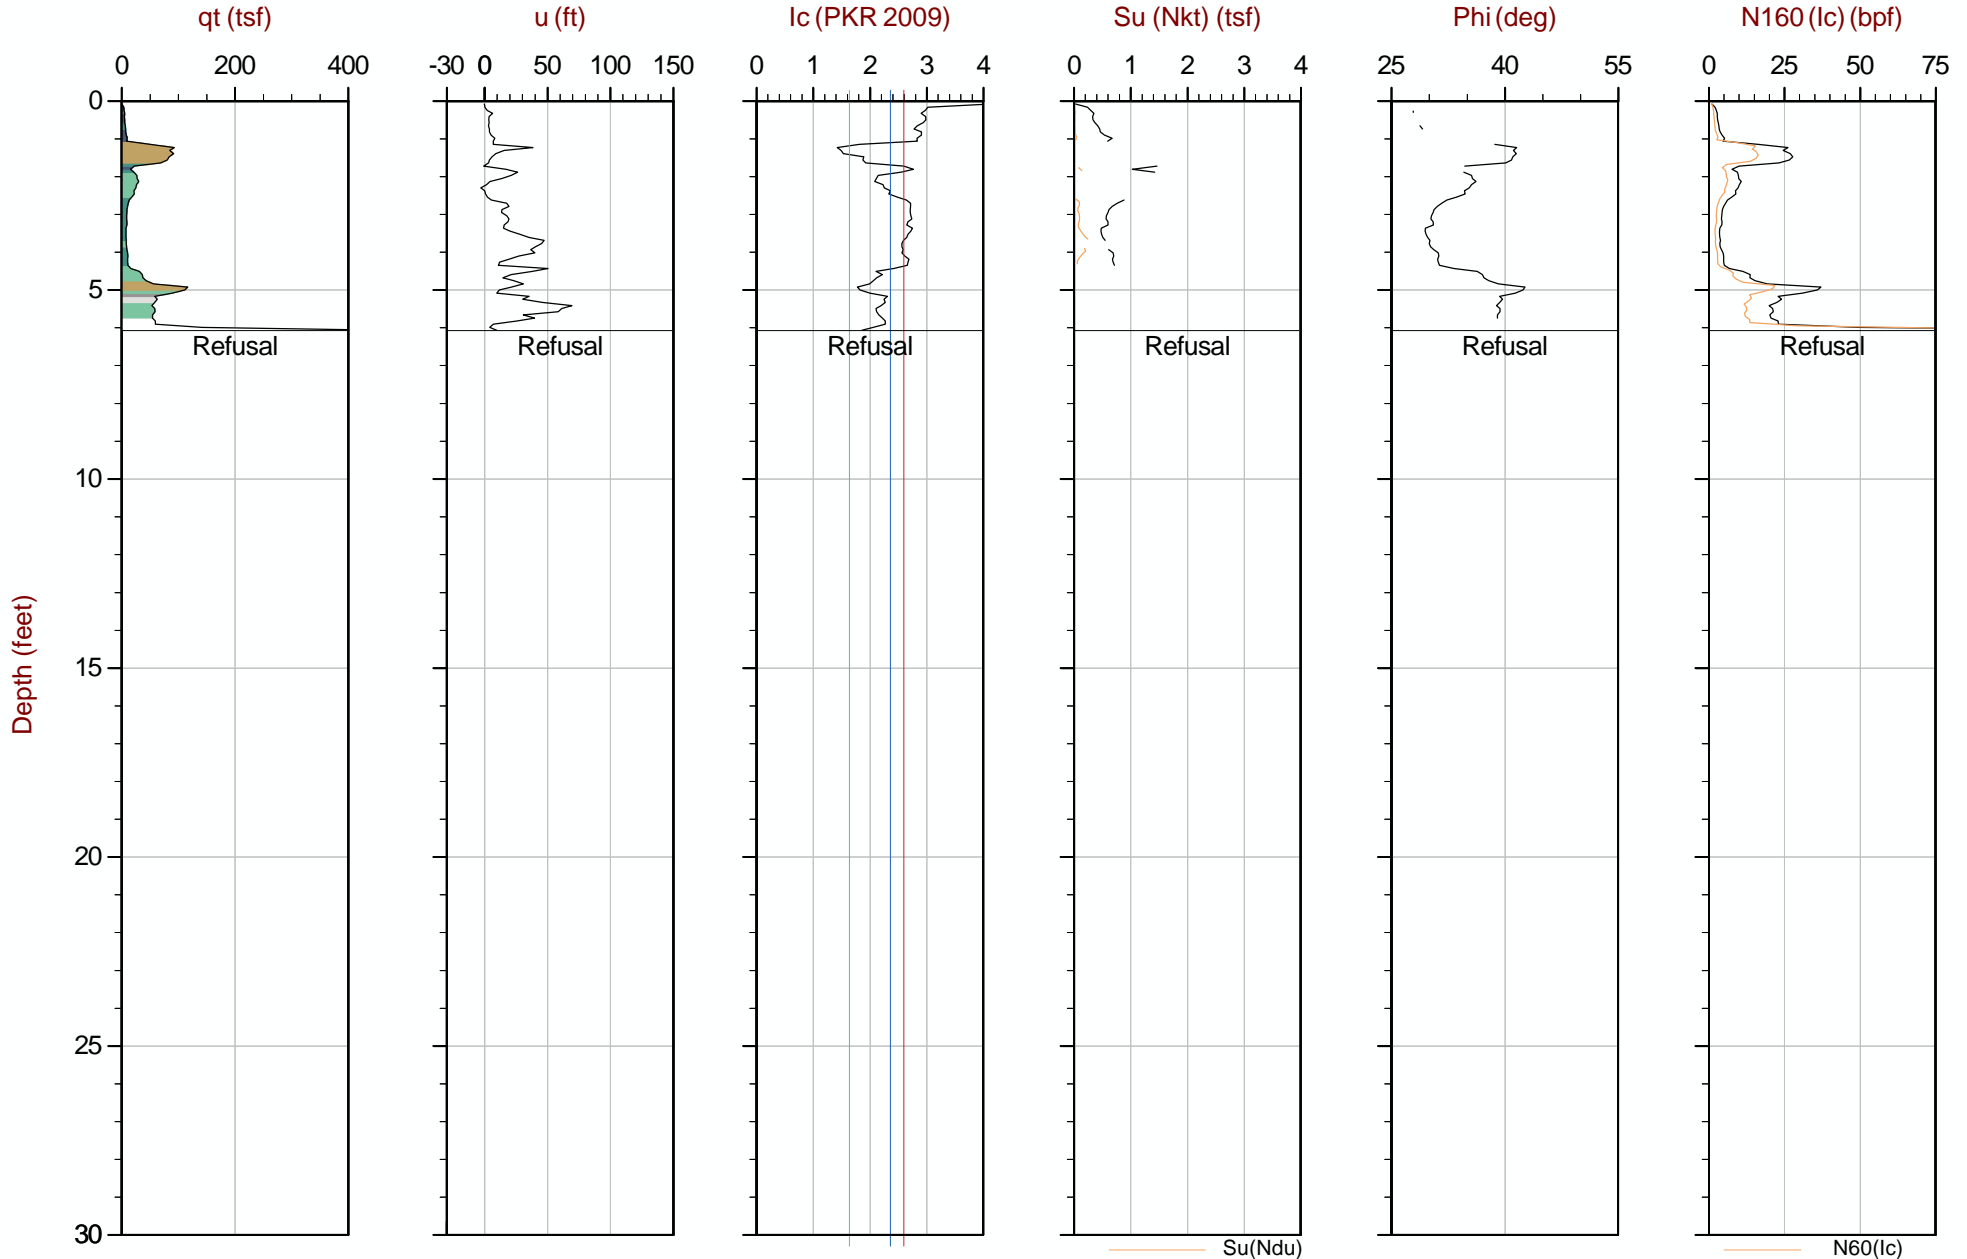 qt (tsf)
u (ft)
Ic (PKR 2009)
Su (Nkt) (tsf)
Phi (deg)
N160 (Ic) (bpf)
0 200 400
-30 0 50 100 150
0 1 2 3 4
0 1 2 3 4
25 40 55
0 25 50 75
0
5
Refusal Refusal Refusal Refusal Refusal Refusal
10
15
Depth (feet)
20
25
30
Su(Ndu)
N60(Ic)